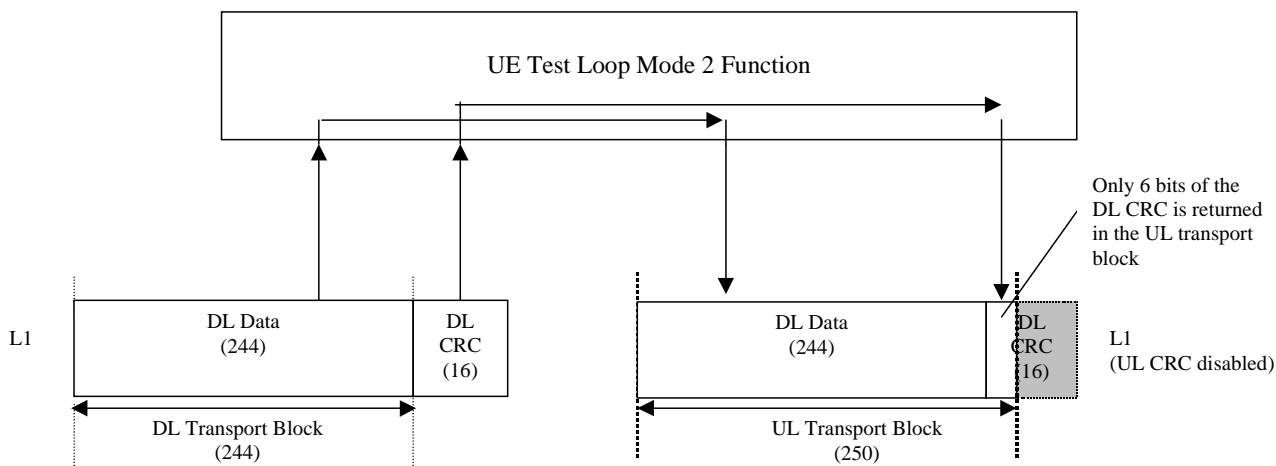 UE Test Loop Mode 2 Function
Only 6 bits of the
DL CRC is returned
in the UL transport
block
L1
DL Data
(244)
DL
CRC
(16)
DL Transport Block
(244)
DL Data
(244)
DL
CRC
(16)
L1
(UL CRC disabled)
UL Transport Block
(250)